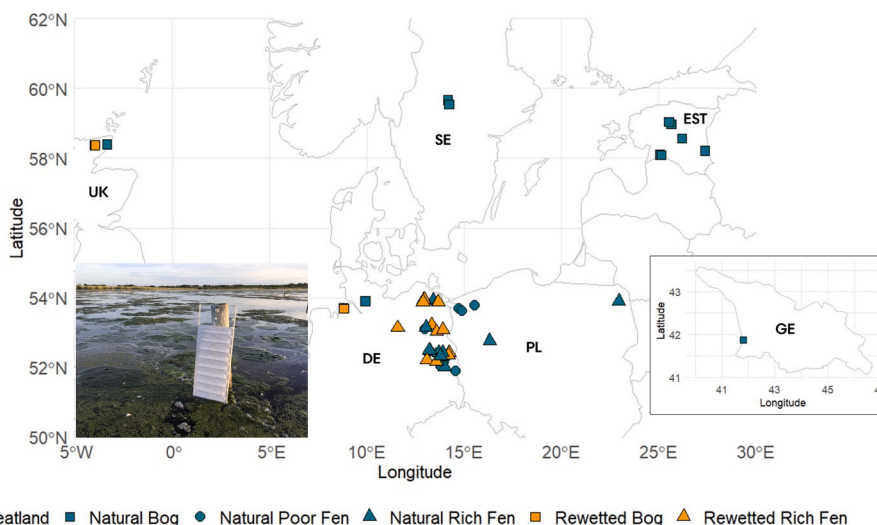 62°N
60°N
58°N
56°N
54°N
52°N
50°N
Latitude
UK
SE
EST
DE
PL
43
42
41
Latitude
GE
41 43 45
Longitude
5°W 0° 5°E 10°E 15°E 20°E 25°E 30°E
Longitude
eatland Natural Bog Natural Poor Fen Natural Rich Fen Rewetted Bog Rewetted Rich Fen